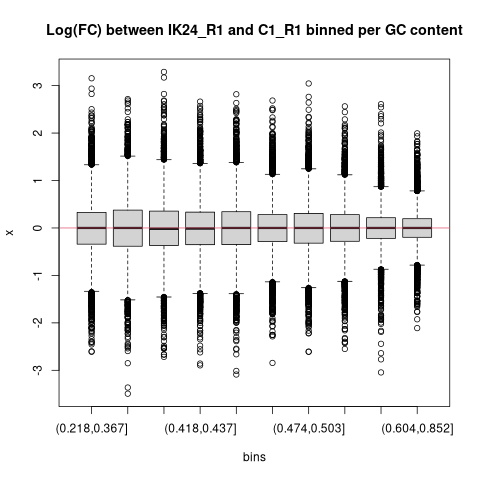 Log(FC) between IK24_R1 and C1_R1 binned per GC content
3
2
1
0
-1
-2
-3
x
(0.218,0.367] (0.418,0.437] (0.474,0.503] (0.604,0.852]
bins